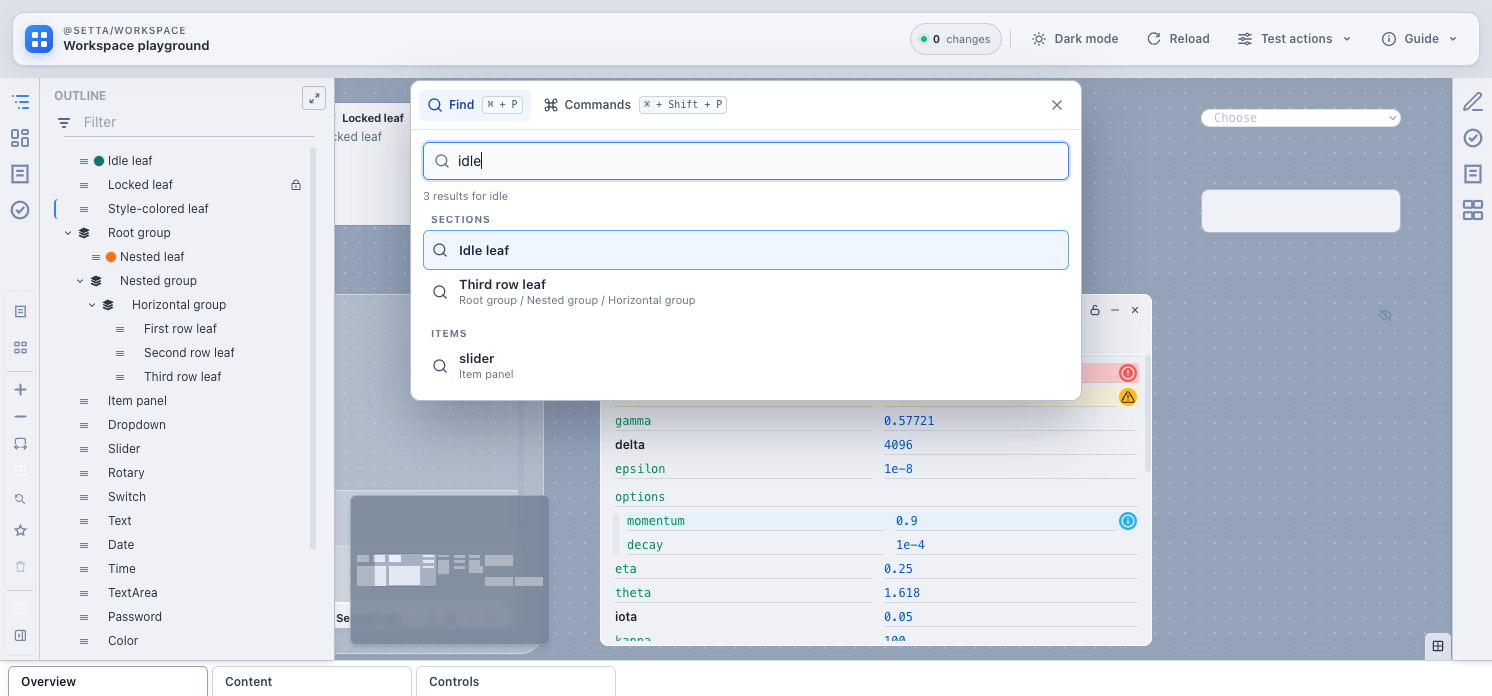 @SETTA/WORKSPACE
Workspace playground
0 changes
Dark mode
Reload
Test actions
Guide
OUTLINE
Filter
Idle leaf
Locked leaf
Style-colored leaf
Root group
Nested leaf
Nested group
Horizontal group
First row leaf
Second row leaf
Third row leaf
Item panel
Dropdown
Slider
Rotary
Switch
Text
Date
Time
TextArea
Password
Color
Locked leaf
cked leaf
Find ⌘ + P
Commands ⌘ + Shift + P
idle
3 results for idle
SECTIONS
Idle leaf
Third row leaf
Root group / Nested group / Horizontal group
ITEMS
slider
Item panel
Choose
gamma 0.57721
delta 4096
epsilon 1e-8
options
momentum 0.9
decay 1e-4
eta 0.25
theta 1.618
iota 0.05
kappa 100
Overview
Content
Controls